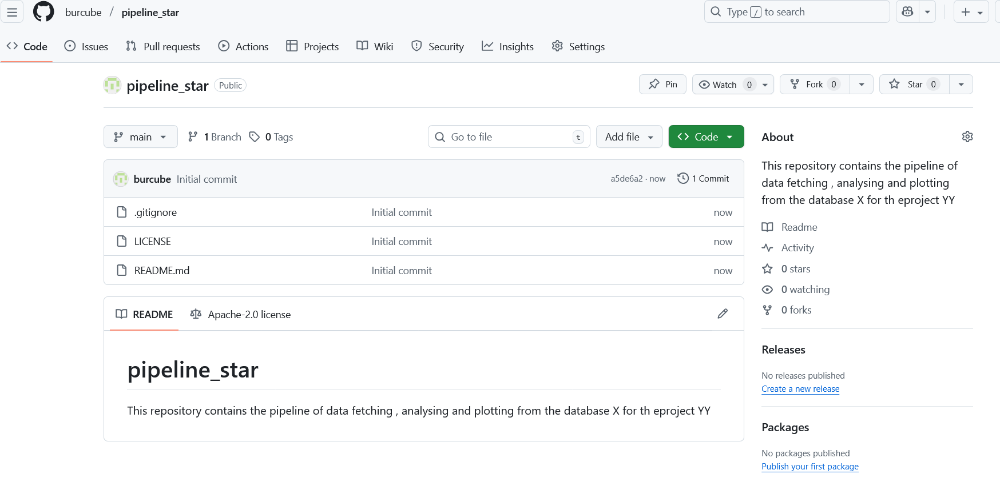 burcube / pipeline_star
Type / to search
Code Issues Pull requests Actions Projects Wiki Security Insights Settings
pipeline_star Public
Pin Watch 0 Fork 0 Star 0
main 1 Branch 0 Tags Go to file t Add file Code
burcube Initial commit a5de6a2 · now 1 Commit
.gitignore Initial commit now
LICENSE Initial commit now
README.md Initial commit now
README Apache-2.0 license
pipeline_star
This repository contains the pipeline of data fetching , analysing and plotting from the database X for th eproject YY
About
This repository contains the pipeline of
data fetching , analysing and plotting
from the database X for th eproject YY
Readme
Activity
0 stars
0 watching
0 forks
Releases
No releases published
Create a new release
Packages
No packages published
Publish your first package